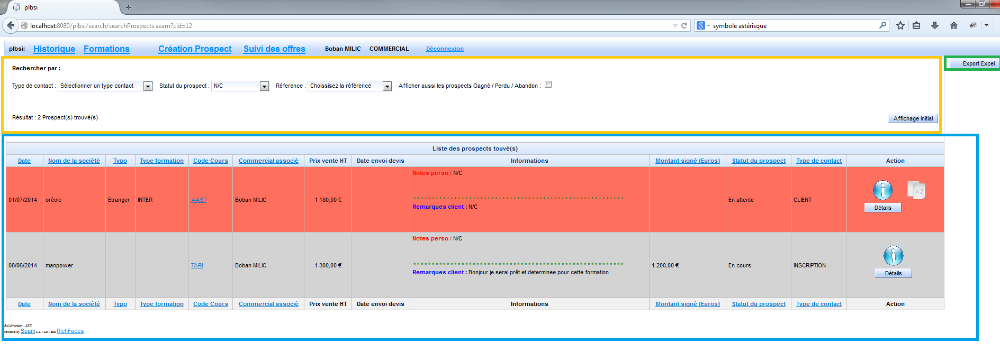 plbsi
localhost:8080/plbsi/search/searchProspects.seam?cid=12
8 symbole astérisque
plbsi: Historique Formations Création Prospect Suivi des offres Boban MILIC COMMERCIAL Déconnexion
Export Excel
Rechercher par :
Type de contact : Sélectionner un type contact Statut du prospect : N/C Réference : Choissisez la référence Afficher aussi les prospects Gagné / Perdu / Abandon :
Résultat : 2 Prospect(s) trouvé(s)
Affichage initial
Liste des prospects touvé(s)
Date Nom de la société Typo Type formation Code Cours Commercial associé Prix vente HT Date envoi devis Informations Montant signé (Euros) Statut du prospect Type de contact Action
Notes perso : N/C
01/07/2014 oréole Etranger INTER AAST Boban MILIC 1 180,00 € En attente CLIENT
x2
* * * * * * * * * * * * * * * * * * * * * * * * * * * * * * * * * * * * * * * * * * * * * * * * * * * * * * * * *
Remarques client : N/C
Détails
Notes perso : N/C
08/06/2014 manpower TARI Boban MILIC 1 300,00 € 1 200,00 € En cours INSCRIPTION
* * * * * * * * * * * * * * * * * * * * * * * * * * * * * * * * * * * * * * * * * * * * * * * * * * * * * * * * *
Remarques client : Bonjour je serai prêt et determinee pour cette formation
Détails
Date Nom de la société Typo Type formation Code Cours Commercial associé Prix vente HT Date envoi devis Informations Montant signé (Euros) Statut du prospect Type de contact Action
Build-number : XXX
Powered by Seam 2.3.1.CR1 and RichFaces.